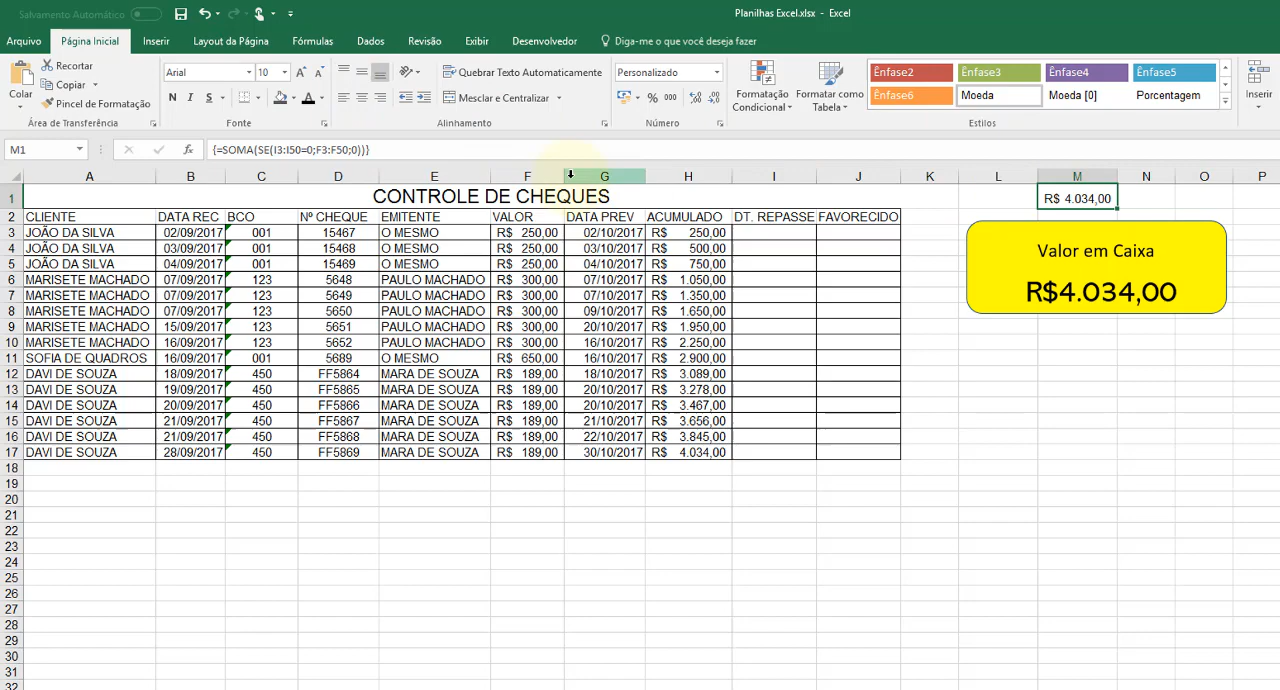 Salvamento Automático
Planilhas Excel.xlsx - Excel
Arquivo Página Inicial Inserir Layout da Página Fórmulas Dados Revisão Exibir Desenvolvedor Diga-me o que você deseja fazer
Colar
Recortar
Copiar
Pincel de Formatação
Área de Transferência
Arial 10
N I S
Fonte
Quebrar Texto Automaticamente
Mesclar e Centralizar
Alinhamento
Personalizado
% 000
Número
Formatação Condicional
Formatar como Tabela
Ênfase2 Ênfase3 Ênfase4 Ênfase5
Ênfase6 Moeda Moeda [0] Porcentagem
Estilos
Inserir
M1 fx {=SOMA(SE(I3:I50=0;F3:F50;0))}
A B C D E F G H I J K L M N O P
1 CONTROLE DE CHEQUES R$ 4.034,00
2 CLIENTE DATA REC BCO Nº CHEQUE EMITENTE VALOR DATA PREV ACUMULADO DT. REPASSE FAVORECIDO
3 JOÃO DA SILVA 02/09/2017 001 15467 O MESMO R$ 250,00 02/10/2017 R$ 250,00
4 JOÃO DA SILVA 03/09/2017 001 15468 O MESMO R$ 250,00 03/10/2017 R$ 500,00
5 JOÃO DA SILVA 04/09/2017 001 15469 O MESMO R$ 250,00 04/10/2017 R$ 750,00
6 MARISETE MACHADO 07/09/2017 123 5648 PAULO MACHADO R$ 300,00 07/10/2017 R$ 1.050,00
7 MARISETE MACHADO 07/09/2017 123 5649 PAULO MACHADO R$ 300,00 07/10/2017 R$ 1.350,00
8 MARISETE MACHADO 07/09/2017 123 5650 PAULO MACHADO R$ 300,00 09/10/2017 R$ 1.650,00
9 MARISETE MACHADO 15/09/2017 123 5651 PAULO MACHADO R$ 300,00 20/10/2017 R$ 1.950,00
10 MARISETE MACHADO 16/09/2017 123 5652 PAULO MACHADO R$ 300,00 16/10/2017 R$ 2.250,00
11 SOFIA DE QUADROS 16/09/2017 001 5689 O MESMO R$ 650,00 16/10/2017 R$ 2.900,00
12 DAVI DE SOUZA 18/09/2017 450 FF5864 MARA DE SOUZA R$ 189,00 18/10/2017 R$ 3.089,00
13 DAVI DE SOUZA 19/09/2017 450 FF5865 MARA DE SOUZA R$ 189,00 20/10/2017 R$ 3.278,00
14 DAVI DE SOUZA 20/09/2017 450 FF5866 MARA DE SOUZA R$ 189,00 20/10/2017 R$ 3.467,00
15 DAVI DE SOUZA 21/09/2017 450 FF5867 MARA DE SOUZA R$ 189,00 21/10/2017 R$ 3.656,00
16 DAVI DE SOUZA 21/09/2017 450 FF5868 MARA DE SOUZA R$ 189,00 22/10/2017 R$ 3.845,00
17 DAVI DE SOUZA 28/09/2017 450 FF5869 MARA DE SOUZA R$ 189,00 30/10/2017 R$ 4.034,00
Valor em Caixa
R$4.034,00
18
19
20
21
22
23
24
25
26
27
28
29
30
31
32